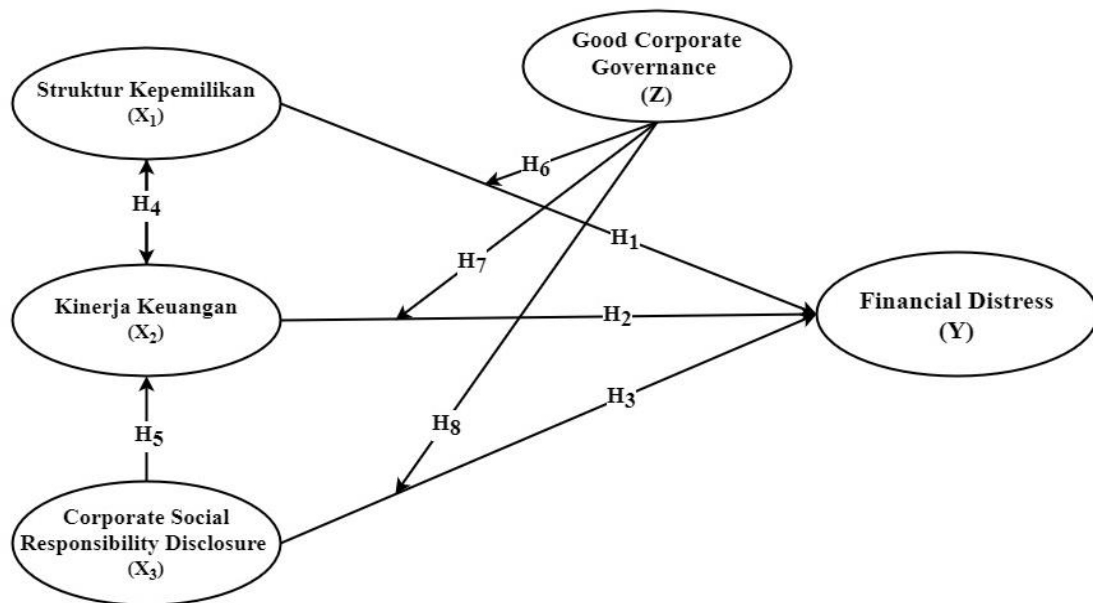 Good Corporate
Governance
(Z)
Struktur Kepemilikan
(X₁)
H₆
H₄
H₁
H₇
Kinerja Keuangan
(X₂)
H₂
Financial Distress
(Y)
H₃
H₈
H₅
Corporate Social
Responsibility Disclosure
(X₃)